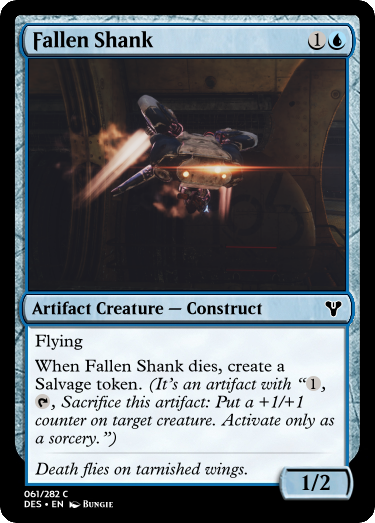 Fallen Shank 1
Artifact Creature — Construct
Flying
When Fallen Shank dies, create a
Salvage token. (It's an artifact with "1,
, Sacrifice this artifact: Put a +1/+1
counter on target creature. Activate only as
a sorcery.")
Death flies on tarnished wings.
1/2
061/282 C
DES • EN Bungie